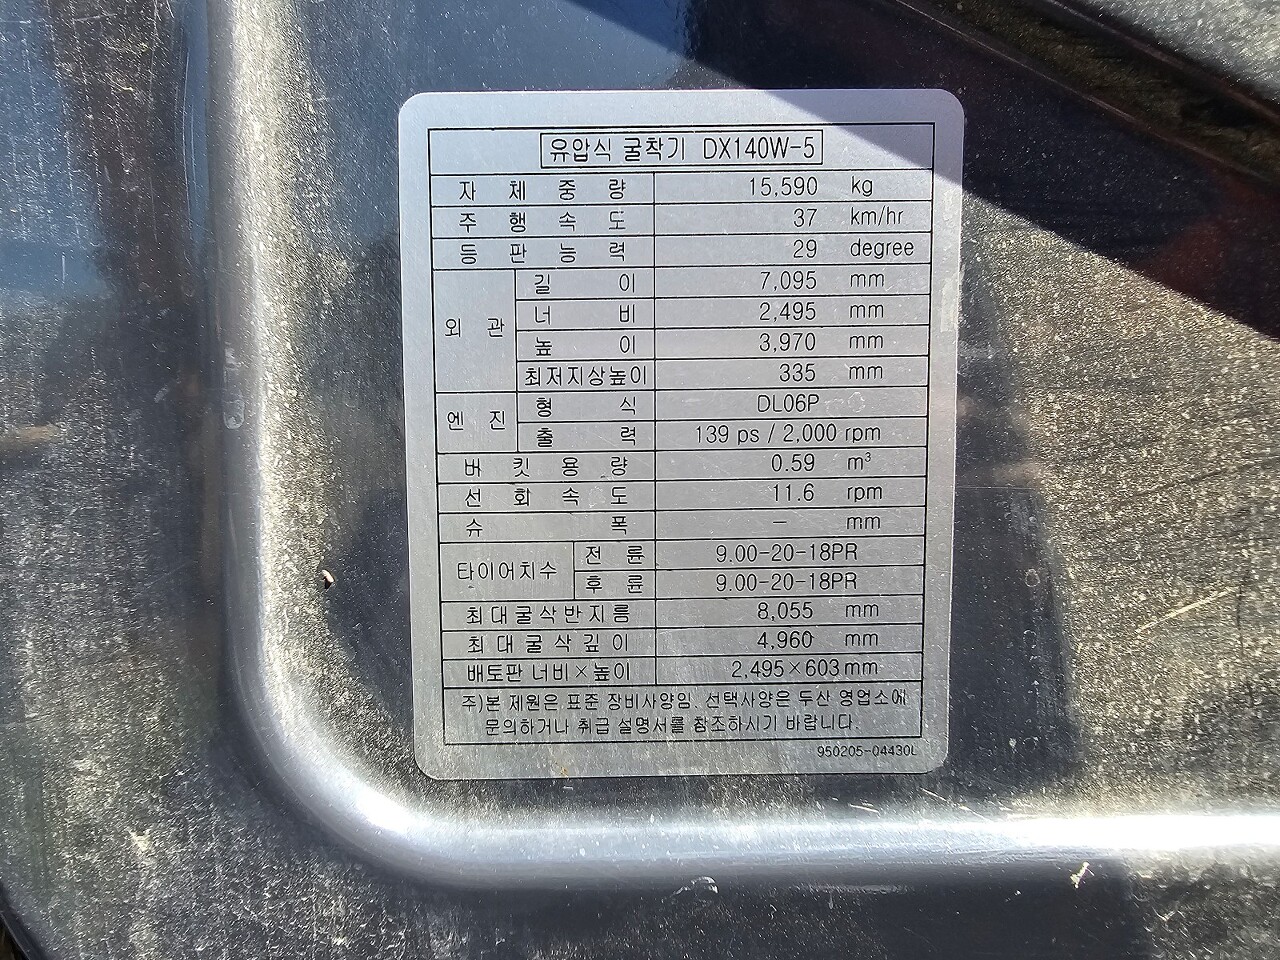 유압식 굴착기 DX140W-5
자체중량 15,590 kg
주행속도 37 km/hr
등판능력 29 degree
외관 길이 7,095 mm
너비 2,495 mm
높이 3,970 mm
최저지상높이 335 mm
엔진 형식 DL06P
출력 139 ps / 2,000 rpm
버킷용량 0.59 m³
선회속도 11.6 rpm
슈폭 - mm
타이어치수 전륜 9.00-20-18PR
후륜 9.00-20-18PR
최대굴삭반지름 8,055 mm
최대굴삭깊이 4,960 mm
배토판 너비×높이 2,495×603 mm
주)본 제원은 표준 장비사양임. 선택사양은 두산 영업소에
문의하거나 취급 설명서를 참조하시기 바랍니다.
950205-04430L